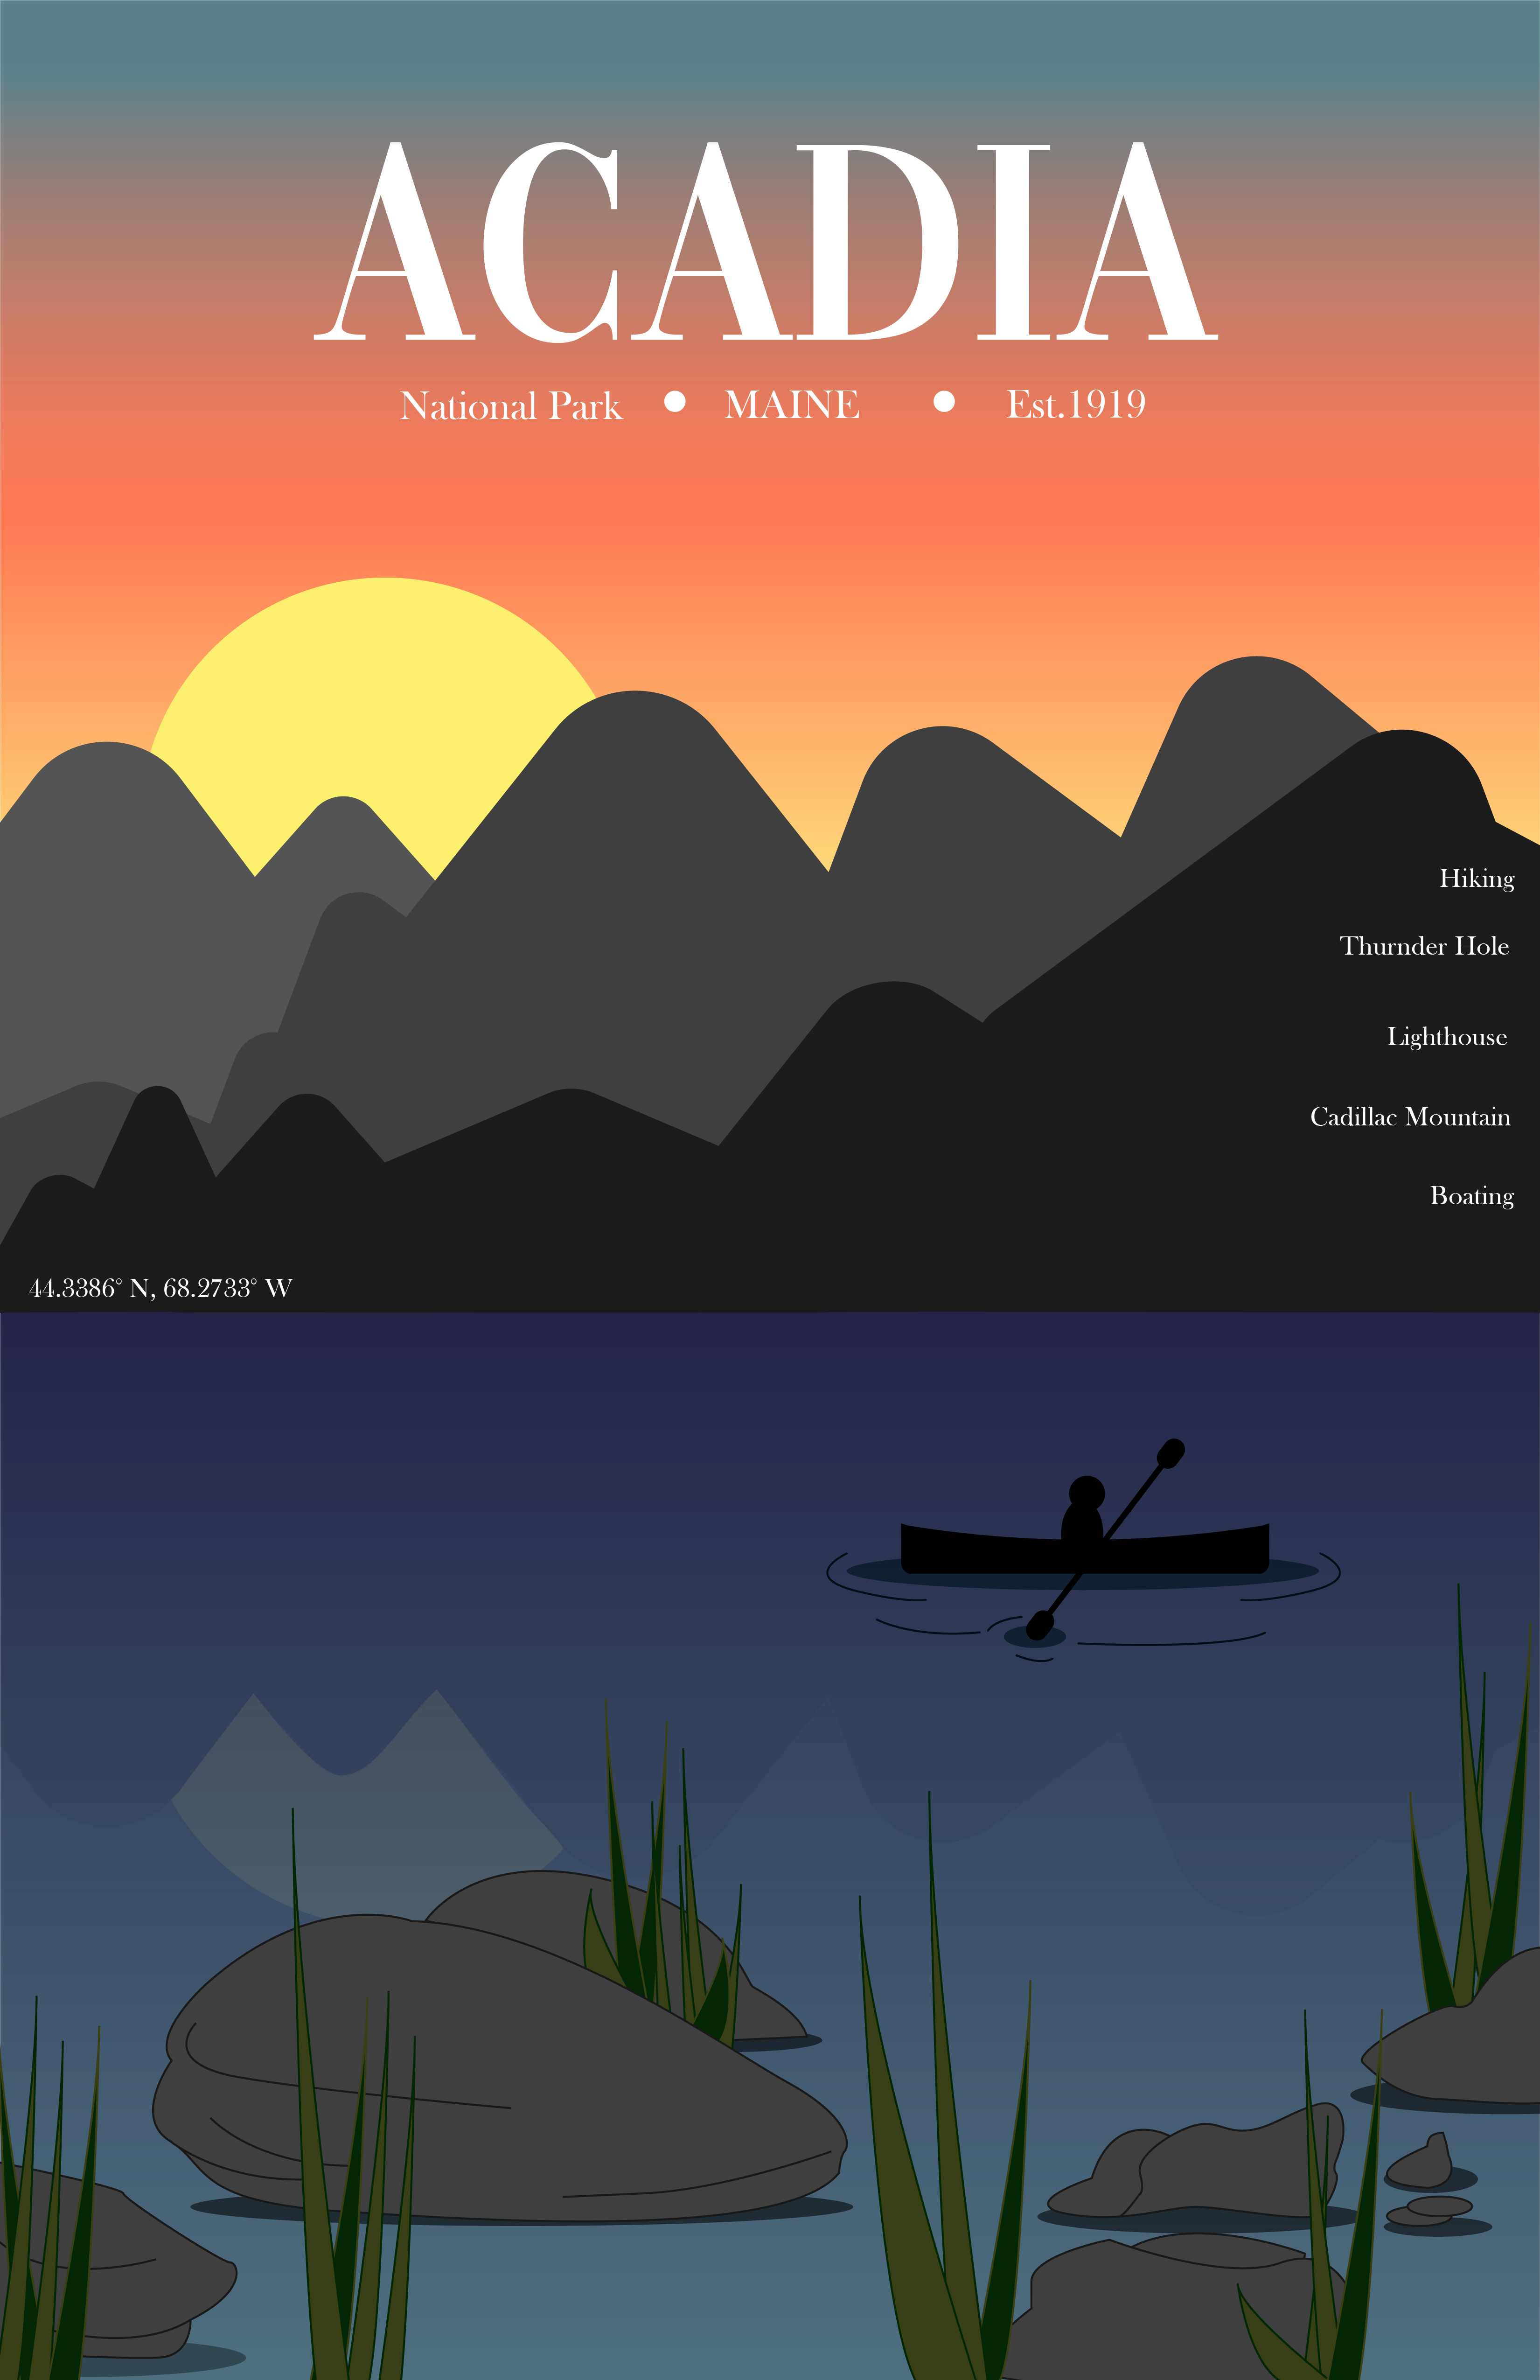 ACADIA
National Park • MAINE • Est.1919
Hiking
Thurnder Hole
Lighthouse
Cadillac Mountain
Boating
44.3386° N, 68.2733° W